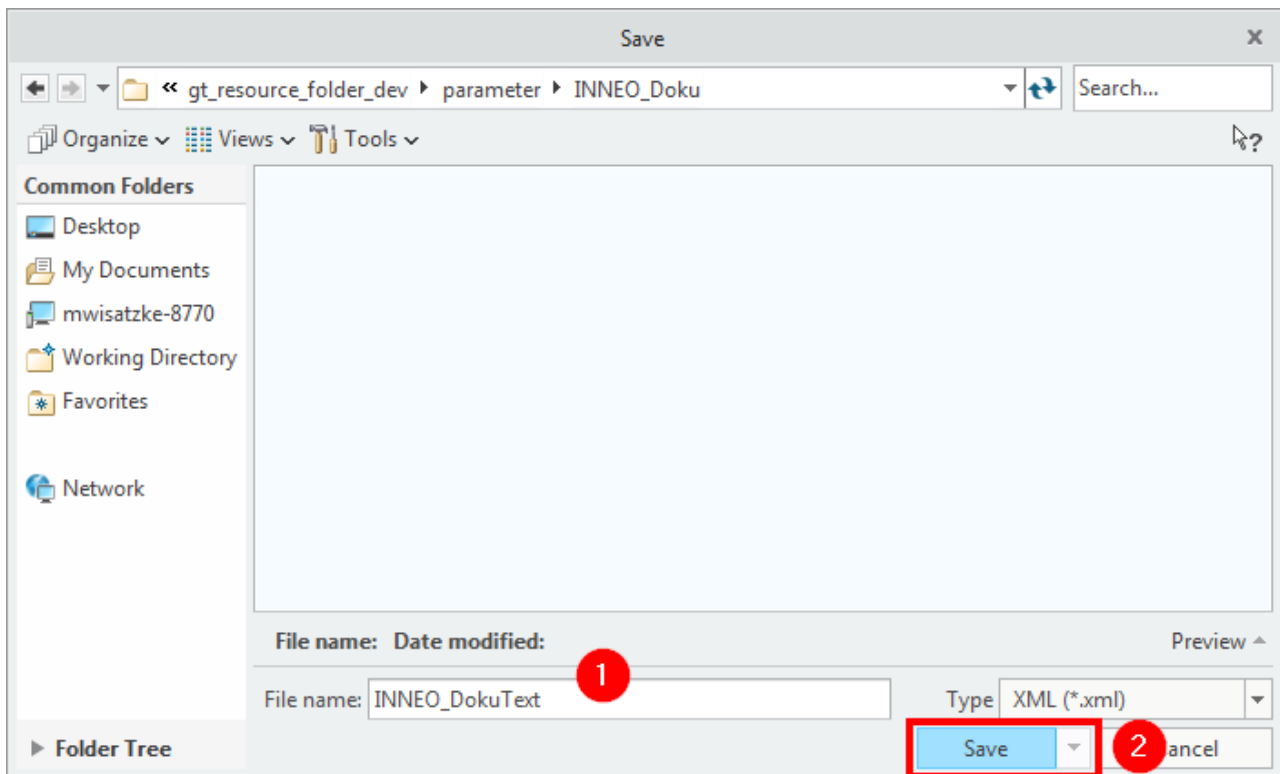 Save
« gt_resource_folder_dev parameter INNEO_Doku Search...
Organize Views Tools ?
Common Folders
Desktop
My Documents
mwisatzke-8770
Working Directory
Favorites
Network
File name: Date modified: Preview
1
File name: INNEO_DokuText Type XML (*.xml)
Folder Tree Save 2 ancel